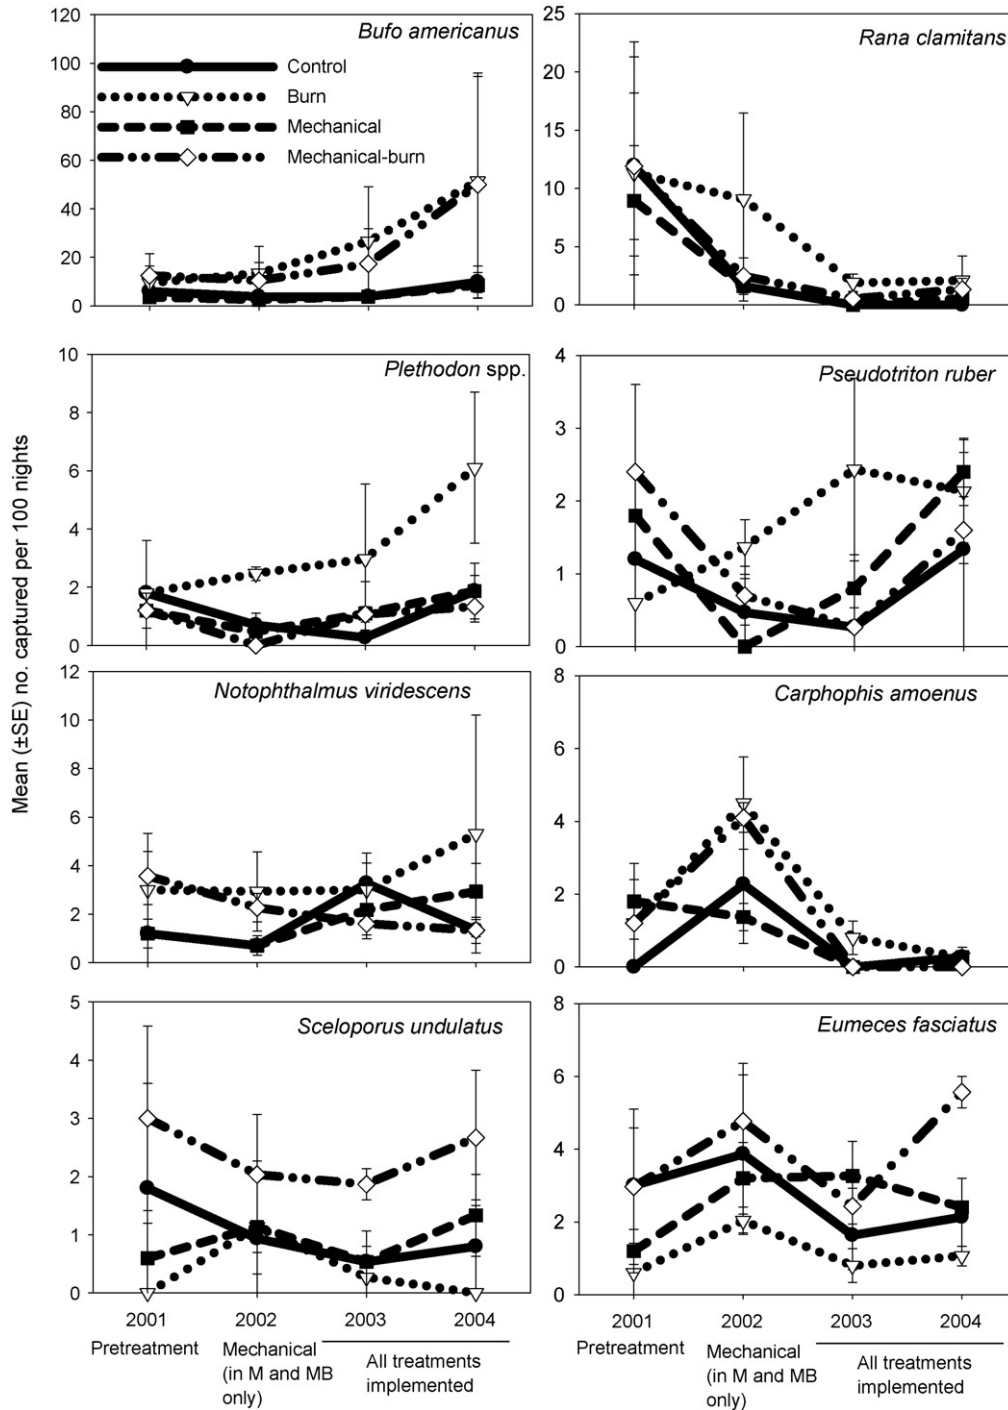 Mean (±SE) no. captured per 100 nights
Bufo americanus
120
100
80
60
40
20
0
Control
Burn
Mechanical
Mechanical-burn
Rana clamitans
25
20
15
10
5
0
Plethodon spp.
10
8
6
4
2
0
Pseudotriton ruber
4
3
2
1
0
Notophthalmus viridescens
12
10
8
6
4
2
0
Carphophis amoenus
8
6
4
2
0
Sceloporus undulatus
5
4
3
2
1
0
Eumeces fasciatus
8
6
4
2
0
2001 2002 2003 2004
Pretreatment Mechanical All treatments
(in M and MB implemented
only)
2001 2002 2003 2004
Pretreatment Mechanical All treatments
(in M and MB implemented
only)